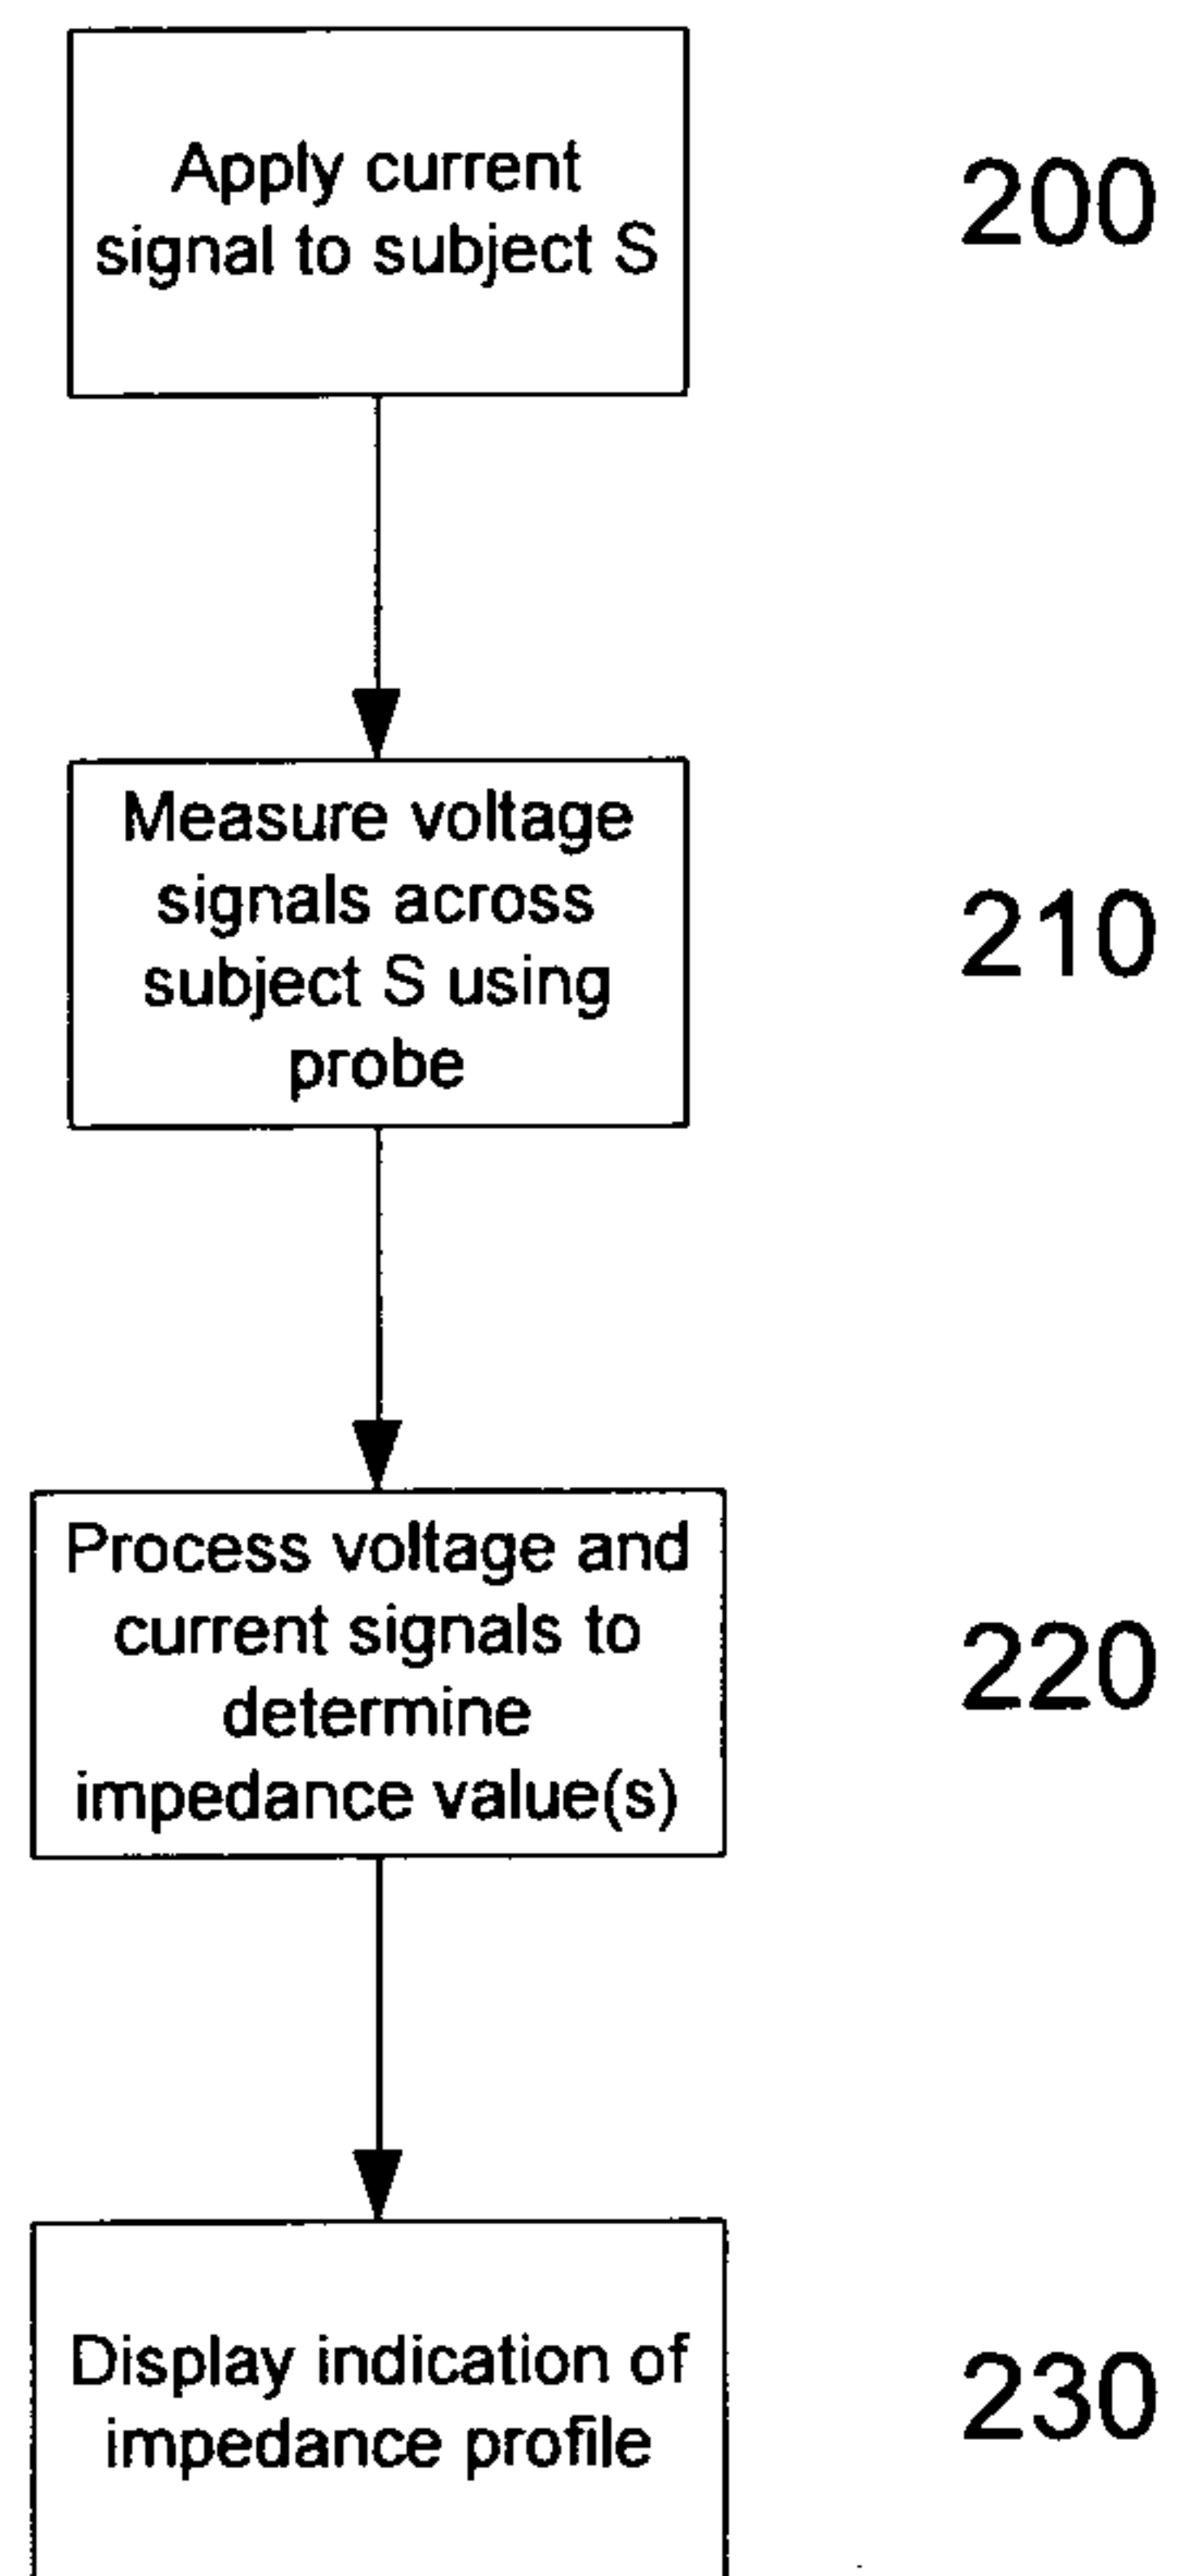 Apply current
signal to subject S
200
Measure voltage
signals across
subject S using
probe
210
Process voltage and
current signals to
determine
impedance value(s)
220
Display indication of
impedance profile
230